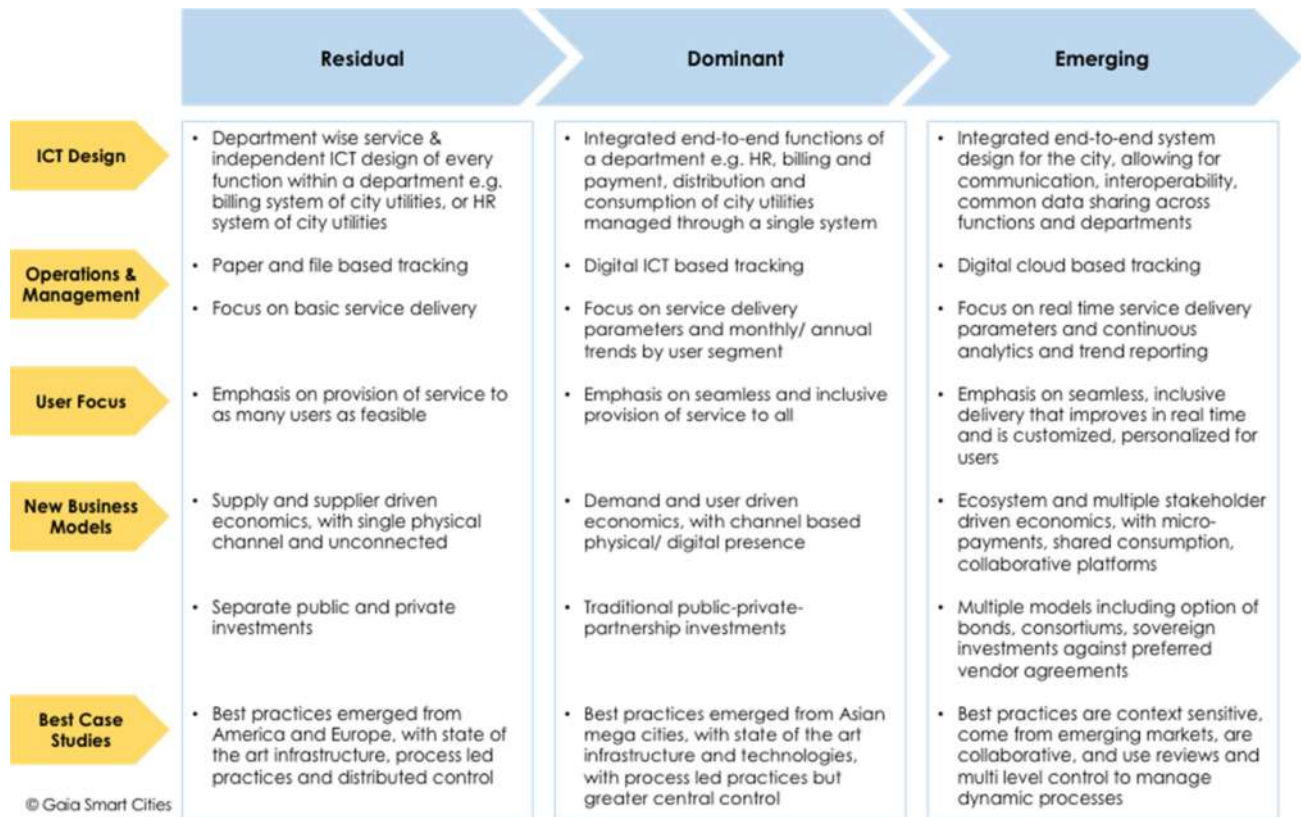 Residual
Dominant
Emerging
ICT Design
• Department wise service &
independent ICT design of every
function within a department e.g.
billing system of city utilities, or HR
system of city utilities
• Integrated end-to-end functions of
a department e.g. HR, billing and
payment, distribution and
consumption of city utilities
managed through a single system
• Integrated end-to-end system
design for the city, allowing for
communication, interoperability,
common data sharing across
functions and departments
Operations &
Management
• Paper and file based tracking
• Focus on basic service delivery
• Digital ICT based tracking
• Focus on service delivery
parameters and monthly/ annual
trends by user segment
• Digital cloud based tracking
• Focus on real time service delivery
parameters and continuous
analytics and trend reporting
User Focus
• Emphasis on provision of service to
as many users as feasible
• Emphasis on seamless and inclusive
provision of service to all
• Emphasis on seamless, inclusive
delivery that improves in real time
and is customized, personalized for
users
New Business
Models
• Supply and supplier driven
economics, with single physical
channel and unconnected
• Separate public and private
investments
• Demand and user driven
economics, with channel based
physical/ digital presence
• Traditional public-private-
partnership investments
• Ecosystem and multiple stakeholder
driven economics, with micro-
payments, shared consumption,
collaborative platforms
• Multiple models including option of
bonds, consortiums, sovereign
investments against preferred
vendor agreements
Best Case
Studies
• Best practices emerged from
America and Europe, with state of
the art infrastructure, process led
practices and distributed control
• Best practices emerged from Asian
mega cities, with state of the art
infrastructure and technologies,
with process led practices but
greater central control
• Best practices are context sensitive,
come from emerging markets, are
collaborative, and use reviews and
multi level control to manage
dynamic processes
© Gaia Smart Cities